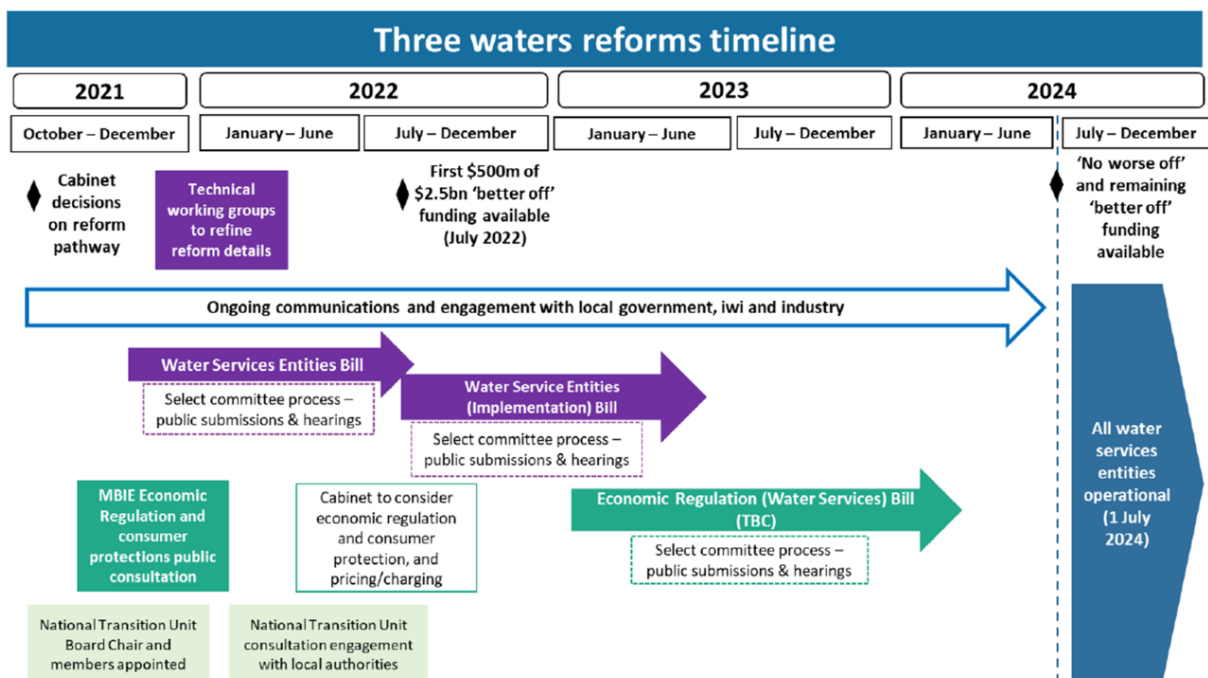 Three waters reforms timeline
2021
2022
2023
2024
October – December
January – June
July – December
January – June
July – December
January – June
July – December
Cabinet
decisions
on reform
pathway
Technical
working groups
to refine
reform details
First $500m of
$2.5bn ‘better off’
funding available
(July 2022)
‘No worse off’
and remaining
‘better off’
funding
available
Ongoing communications and engagement with local government, iwi and industry
Water Services Entities Bill
Select committee process –
public submissions & hearings
Water Service Entities
(Implementation) Bill
Select committee process –
public submissions & hearings
All water
services
entities
operational
(1 July
2024)
MBIE Economic
Regulation and
consumer
protections public
consultation
Cabinet to consider
economic regulation
and consumer
protection, and
pricing/charging
Economic Regulation (Water Services) Bill
(TBC)
Select committee process –
public submissions & hearings
National Transition Unit
Board Chair and
members appointed
National Transition Unit
consultation engagement
with local authorities